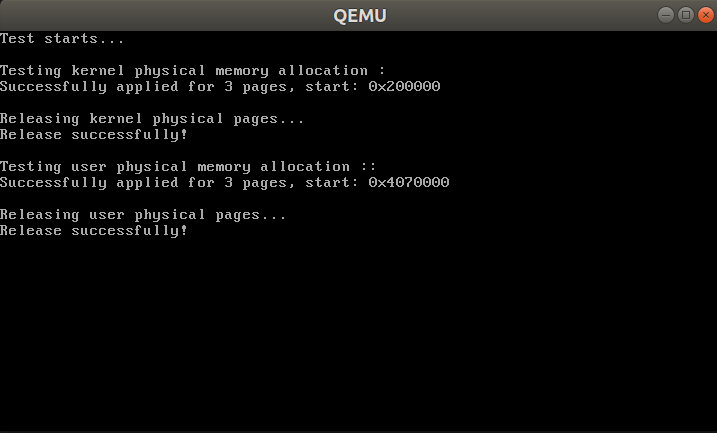 QEMU
Test starts...
Testing kernel physical memory allocation :
Successfully applied for 3 pages, start: 0x200000
Releasing kernel physical pages...
Release successfully!
Testing user physical memory allocation ::
Successfully applied for 3 pages, start: 0x4070000
Releasing user physical pages...
Release successfully!